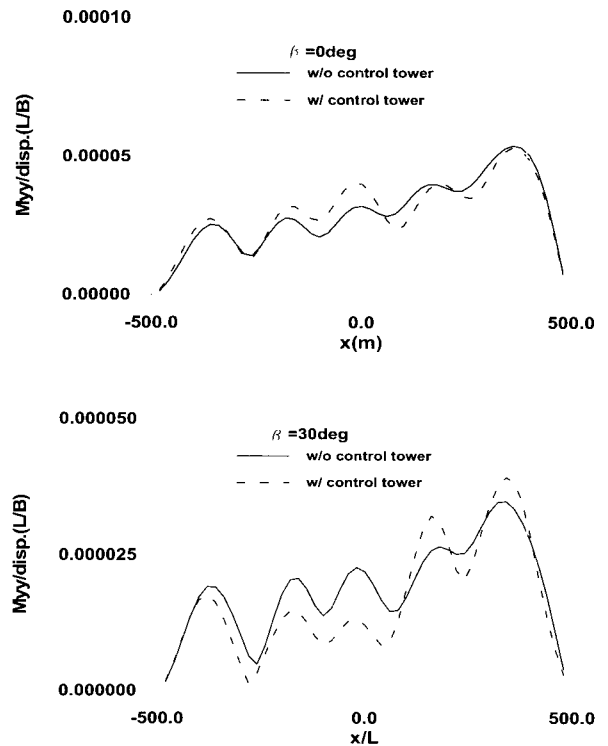 0.00010
β =0deg
w/o control tower
w/ control tower
0.00005
Myy/disp.(L/B)
0.00000
-500.0 0.0 500.0
x(m)
0.000050
β =30deg
w/o control tower
w/ control tower
0.000025
Myy/disp.(L/B)
0.000000
-500.0 0.0 500.0
x/L